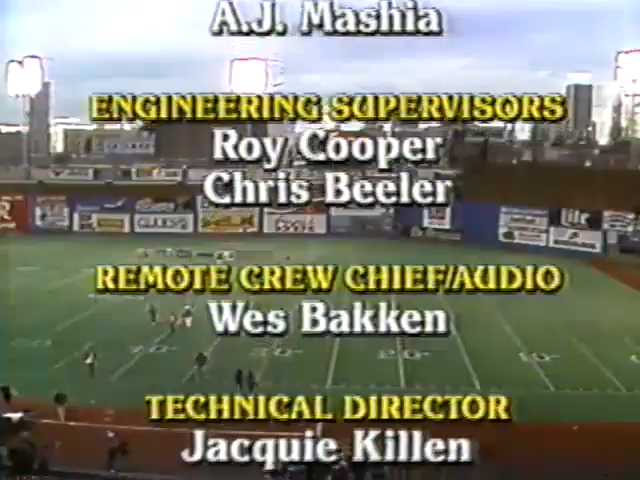 A.J. Mashia
ENGINEERING SUPERVISORS
Roy Cooper
Chris Beeler
REMOTE CREW CHIEF/AUDIO
Wes Bakken
TECHNICAL DIRECTOR
Jacquie Killen